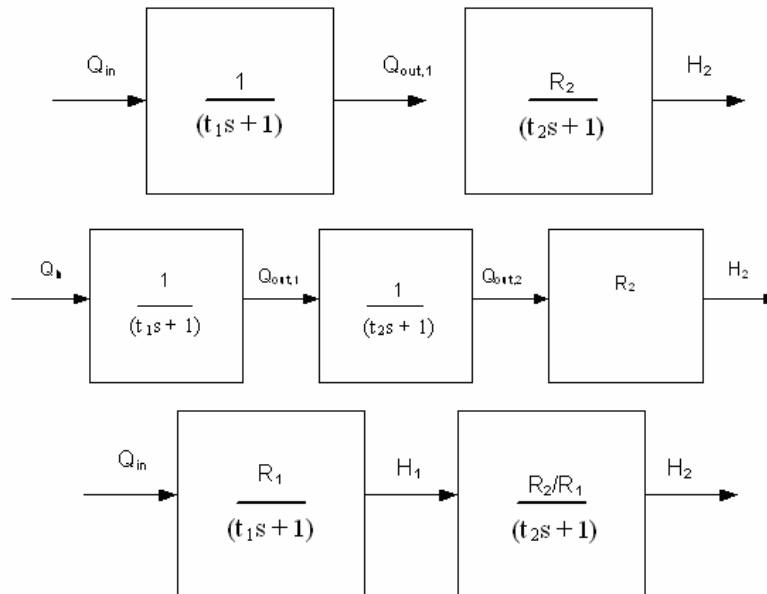 Q_in 1 / (t_1s + 1) Q_out,1 R_2 / (t_2s + 1) H_2
Q_in 1 / (t_1s + 1) Q_out,1 1 / (t_2s + 1) Q_out,2 R_2 H_2
Q_in R_1 / (t_1s + 1) H_1 R_2/R_1 / (t_2s + 1) H_2